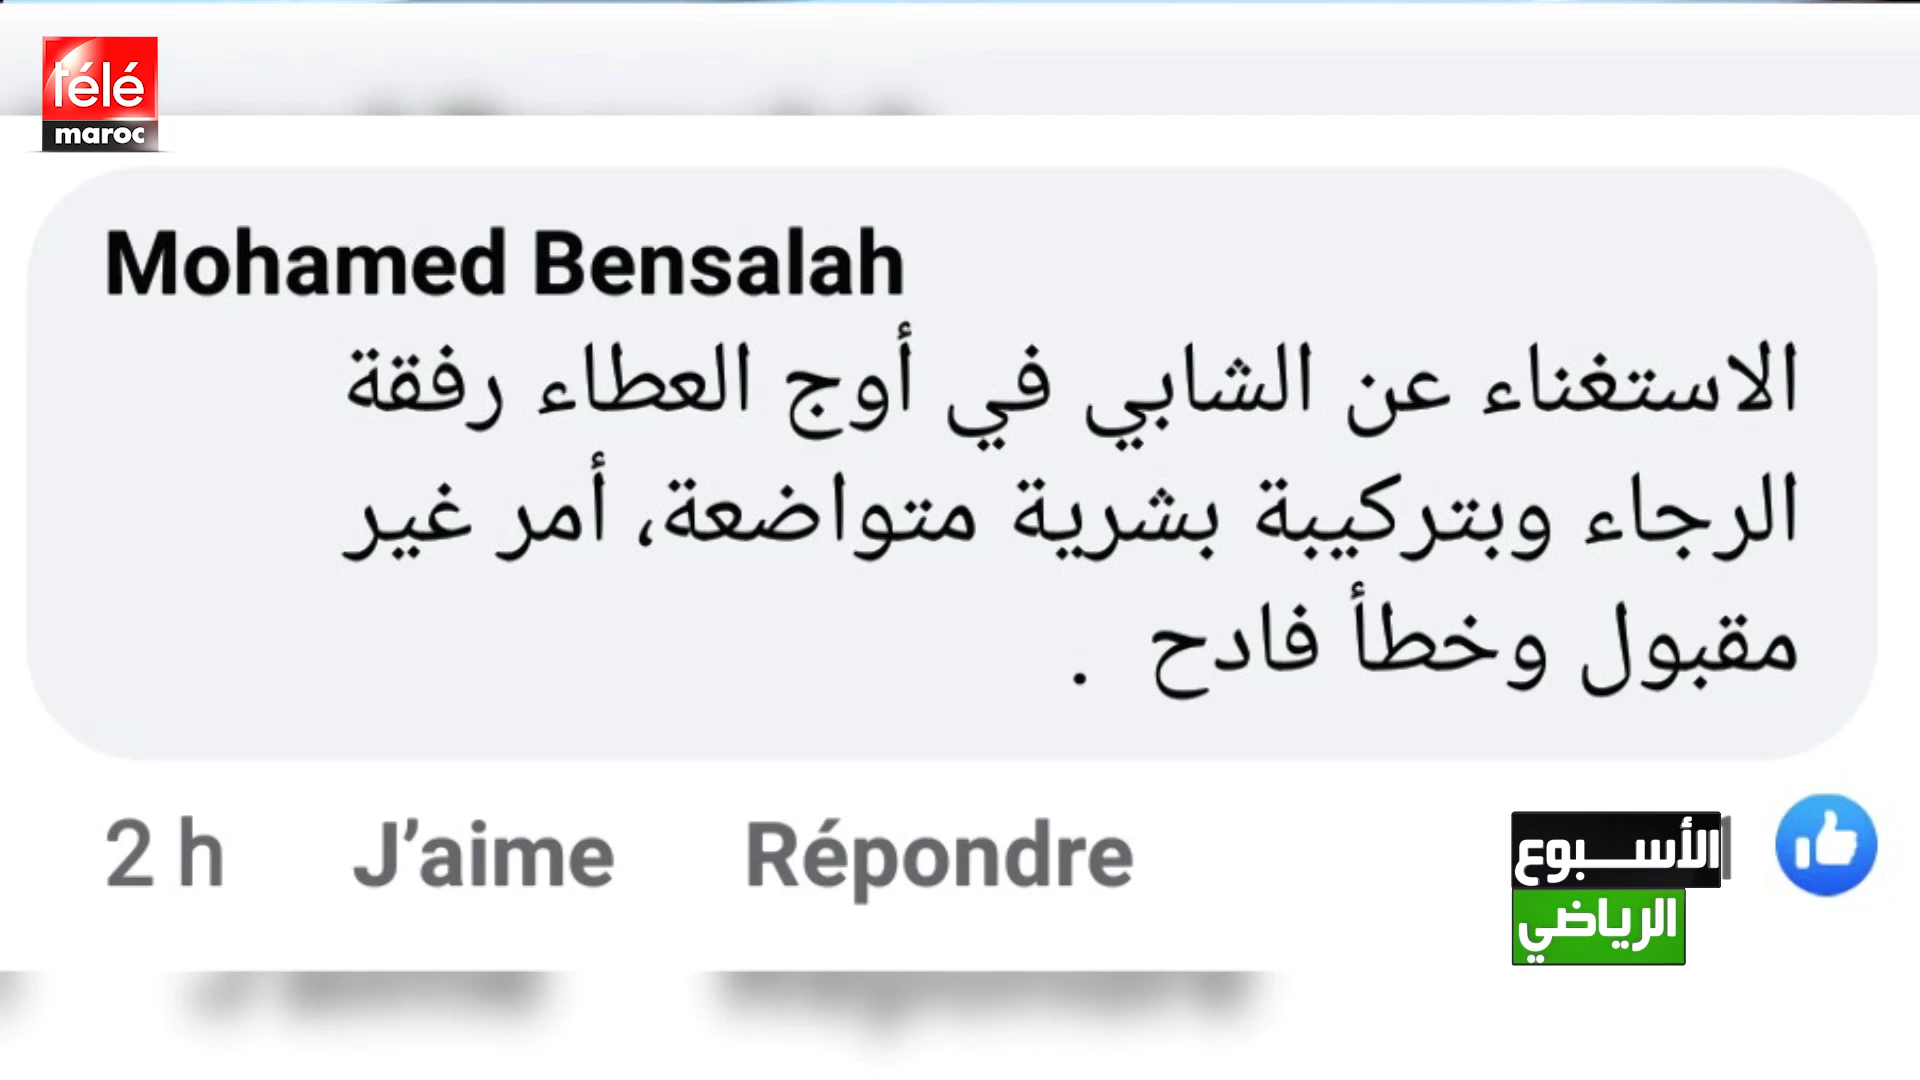 télé
maroc
Mohamed Bensalah
الاستغناء عن الشابي في أوج العطاء رفقة
الرجاء وبتركيبة بشرية متواضعة، أمر غير
مقبول وخطأ فادح .
2 h J’aime Répondre
الأسبوع
الرياضي